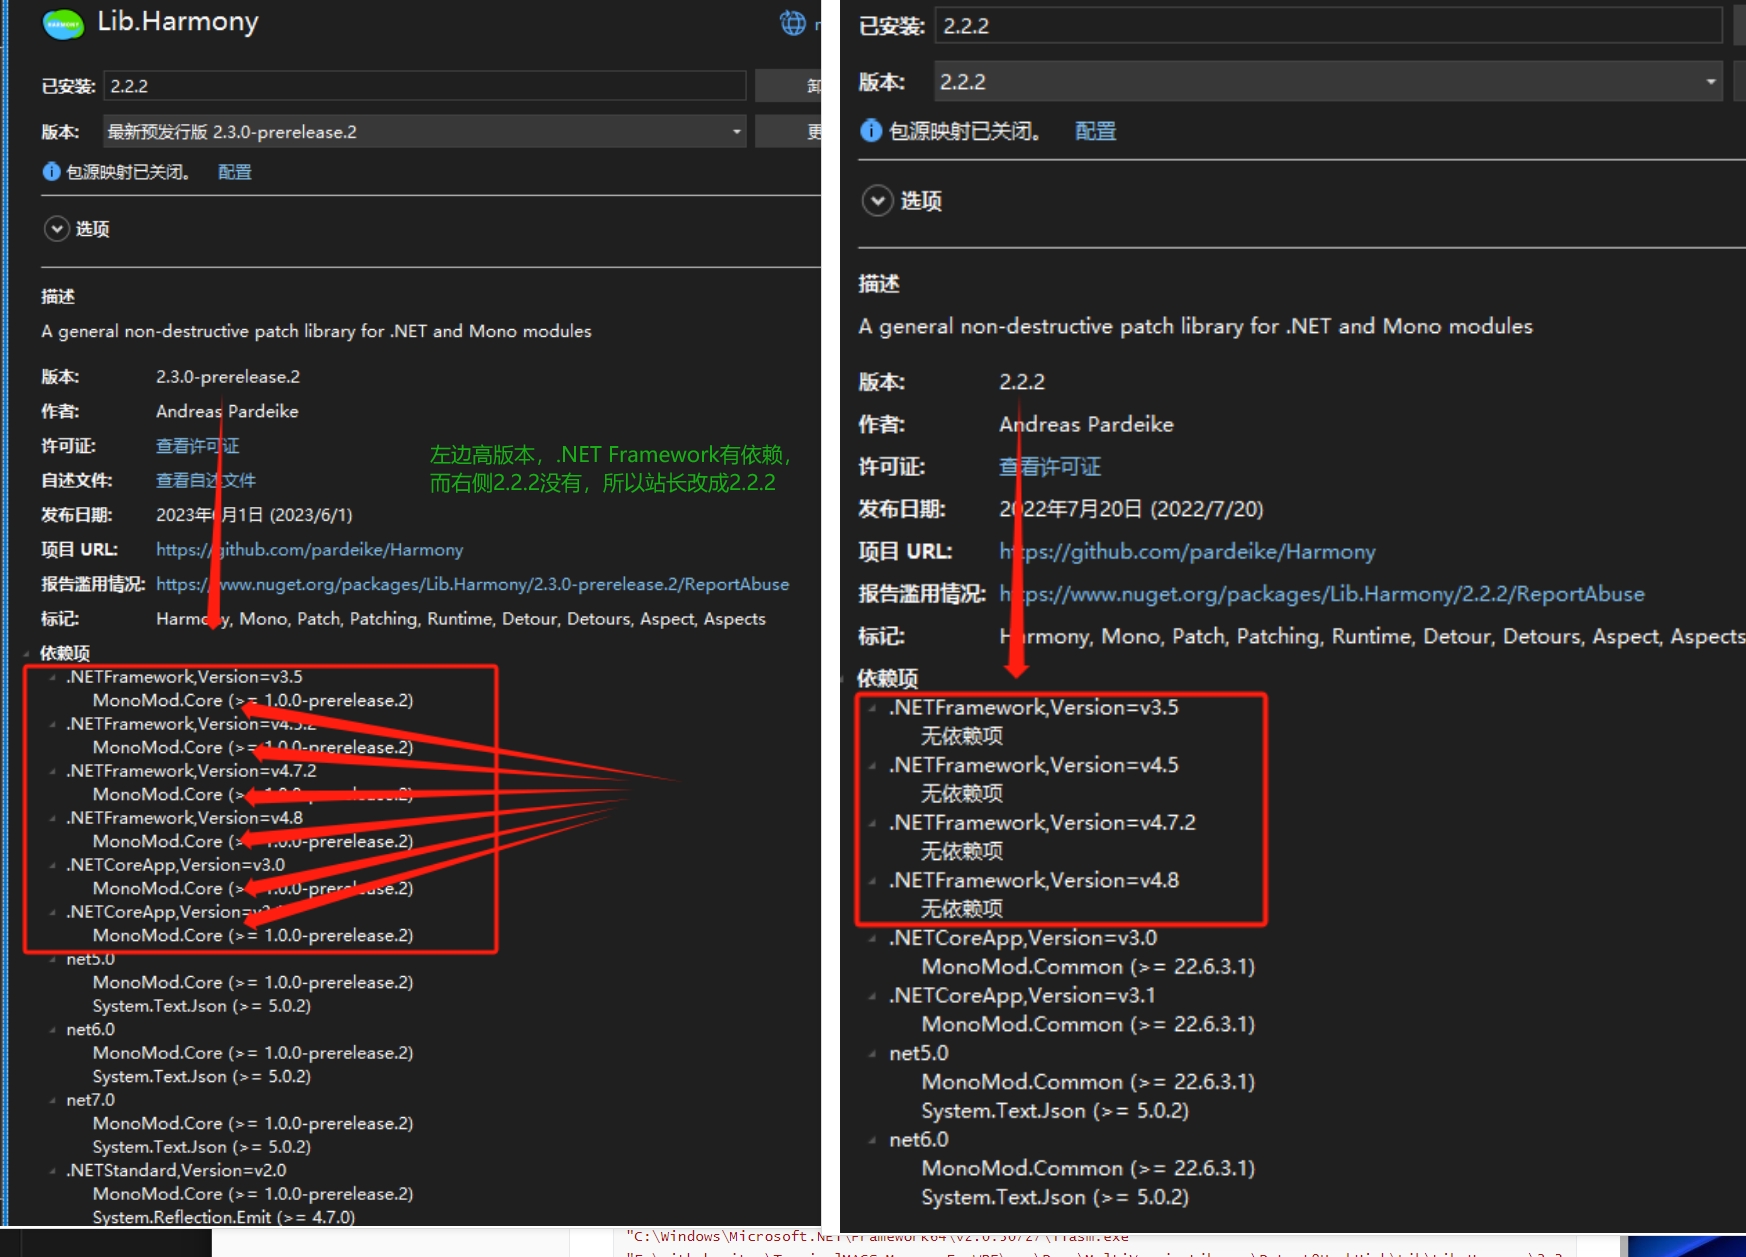 Lib.Harmony
已安装: 2.2.2
版本: 最新预发行版 2.3.0-prerelease.2
包源映射已关闭。 配置
选项
描述
A general non-destructive patch library for .NET and Mono modules
版本: 2.3.0-prerelease.2
作者: Andreas Pardeike
许可证: 查看许可证
自述文件: 查看自述文件
发布日期: 2023年6月1日 (2023/6/1)
项目 URL: https://github.com/pardeike/Harmony
报告滥用情况: https://www.nuget.org/packages/Lib.Harmony/2.3.0-prerelease.2/ReportAbuse
标记: Harmony, Mono, Patch, Patching, Runtime, Detour, Detours, Aspect, Aspects
左边高版本，.NET Framework有依赖，
而右侧2.2.2没有，所以站长改成2.2.2
依赖项
.NETFramework,Version=v3.5
MonoMod.Core (>= 1.0.0-prerelease.2)
.NETFramework,Version=v4.5.2
MonoMod.Core (>= 1.0.0-prerelease.2)
.NETFramework,Version=v4.7.2
MonoMod.Core (>= 1.0.0-prerelease.2)
.NETFramework,Version=v4.8
MonoMod.Core (>= 1.0.0-prerelease.2)
.NETCoreApp,Version=v3.0
MonoMod.Core (>= 1.0.0-prerelease.2)
.NETCoreApp,Version=v3.1
MonoMod.Core (>= 1.0.0-prerelease.2)
net5.0
MonoMod.Core (>= 1.0.0-prerelease.2)
System.Text.Json (>= 5.0.2)
net6.0
MonoMod.Core (>= 1.0.0-prerelease.2)
System.Text.Json (>= 5.0.2)
net7.0
MonoMod.Core (>= 1.0.0-prerelease.2)
System.Text.Json (>= 5.0.2)
.NETStandard,Version=v2.0
MonoMod.Core (>= 1.0.0-prerelease.2)
System.Reflection.Emit (>= 4.7.0)
已安装: 2.2.2
版本: 2.2.2
包源映射已关闭。 配置
选项
描述
A general non-destructive patch library for .NET and Mono modules
版本: 2.2.2
作者: Andreas Pardeike
许可证: 查看许可证
发布日期: 2022年7月20日 (2022/7/20)
项目 URL: https://github.com/pardeike/Harmony
报告滥用情况: https://www.nuget.org/packages/Lib.Harmony/2.2.2/ReportAbuse
标记: Harmony, Mono, Patch, Patching, Runtime, Detour, Detours, Aspect, Aspects
依赖项
.NETFramework,Version=v3.5
无依赖项
.NETFramework,Version=v4.5
无依赖项
.NETFramework,Version=v4.7.2
无依赖项
.NETFramework,Version=v4.8
无依赖项
.NETCoreApp,Version=v3.0
MonoMod.Common (>= 22.6.3.1)
.NETCoreApp,Version=v3.1
MonoMod.Common (>= 22.6.3.1)
net5.0
MonoMod.Common (>= 22.6.3.1)
System.Text.Json (>= 5.0.2)
net6.0
MonoMod.Common (>= 22.6.3.1)
System.Text.Json (>= 5.0.2)